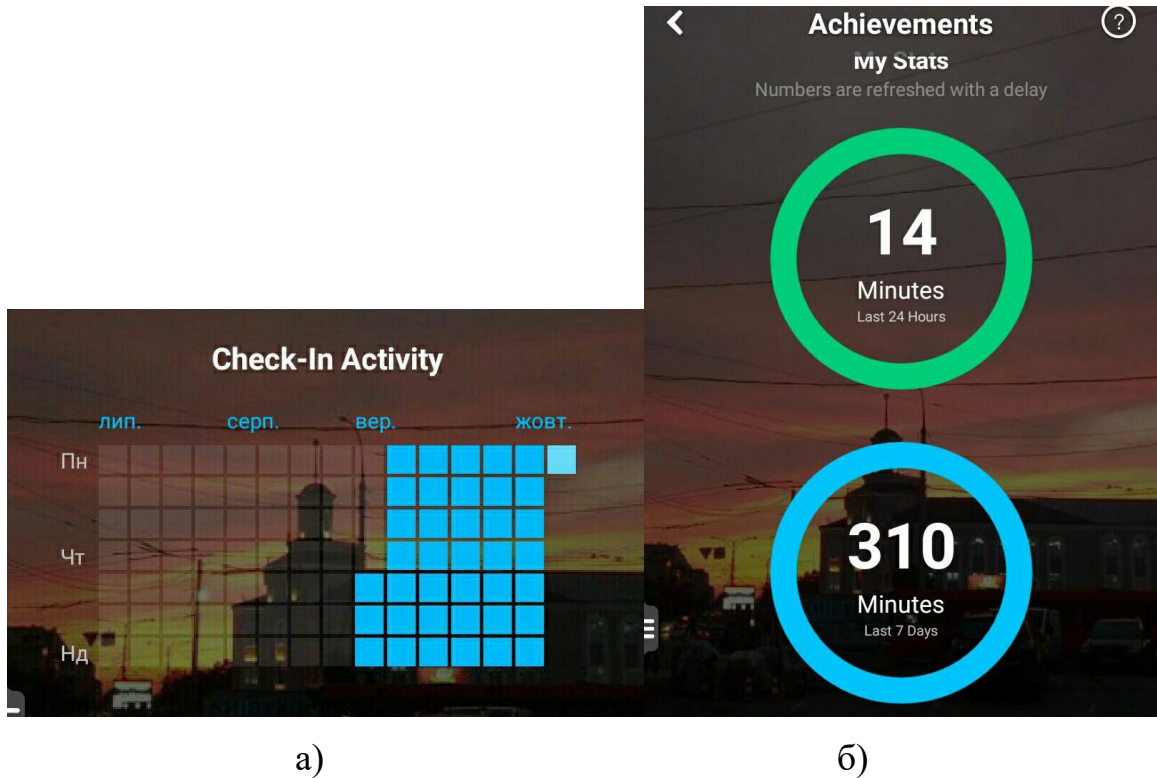 Check-In Activity
лип. серп. вер. жовт.
Пн
Чт
Нд
а)
Achievements ?
My Stats
Numbers are refreshed with a delay
14
Minutes
Last 24 Hours
310
Minutes
Last 7 Days
б)